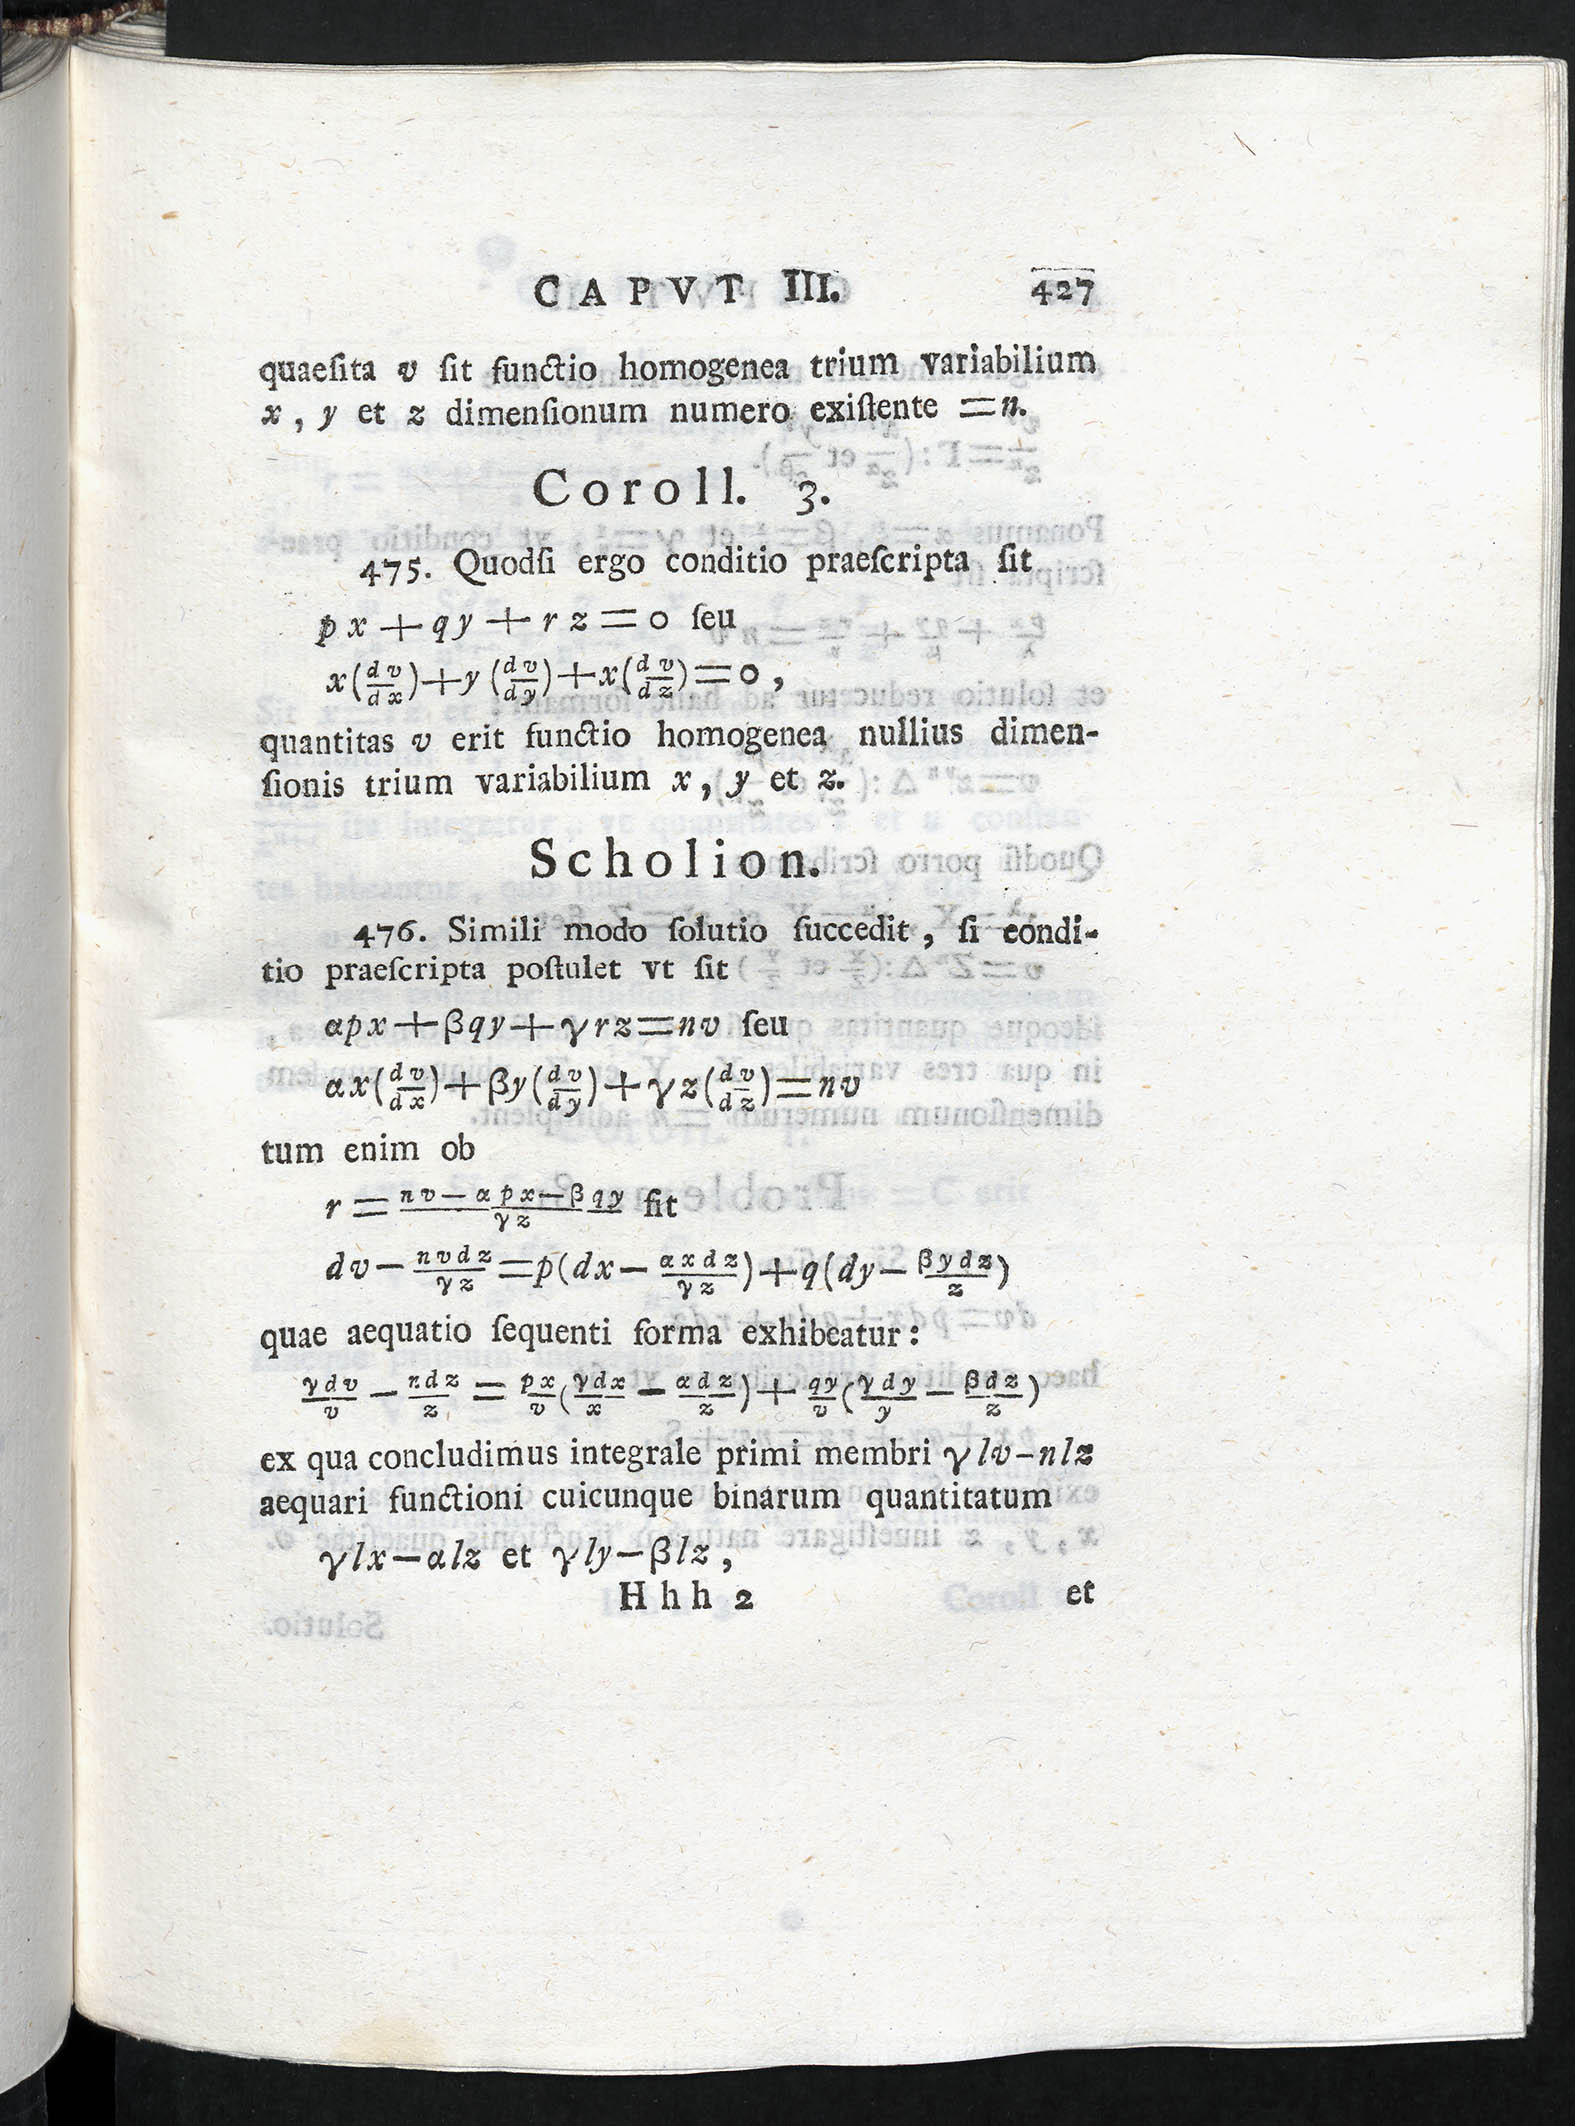 CAPVT III. 427
quaeſita v ſit functio homogenea trium variabilium
x, y et z dimenſionum numero exiſtente =n.
Coroll. 3.
475. Quodſi ergo conditio praeſcripta ſit
px+qy+rz=0 ſeu
x(dv/dx)+y(dv/dy)+x(dv/dz)=0,
quantitas v erit functio homogenea nullius dimen-
ſionis trium variabilium x, y et z.
Scholion.
476. Simili modo ſolutio ſuccedit, ſi condi-
tio praeſcripta poſtulet vt ſit
αpx+βqy+γrz=nv ſeu
αx(dv/dx)+βy(dv/dy)+γz(dv/dz)=nv
tum enim ob
r=(nv−αpx−βqy)/γz fit
dv−nvdz/γz=p(dx−αxdz/γz)+q(dy−βydz/z)
quae aequatio ſequenti forma exhibeatur:
γdv/v−ndz/z=px/v(γdx/x−αdz/z)+qy/v(γdy/y−βdz/z)
ex qua concludimus integrale primi membri γlv−nlz
aequari functioni cuicunque binarum quantitatum
γlx−αlz et γly−βlz,
Hhh 2 et